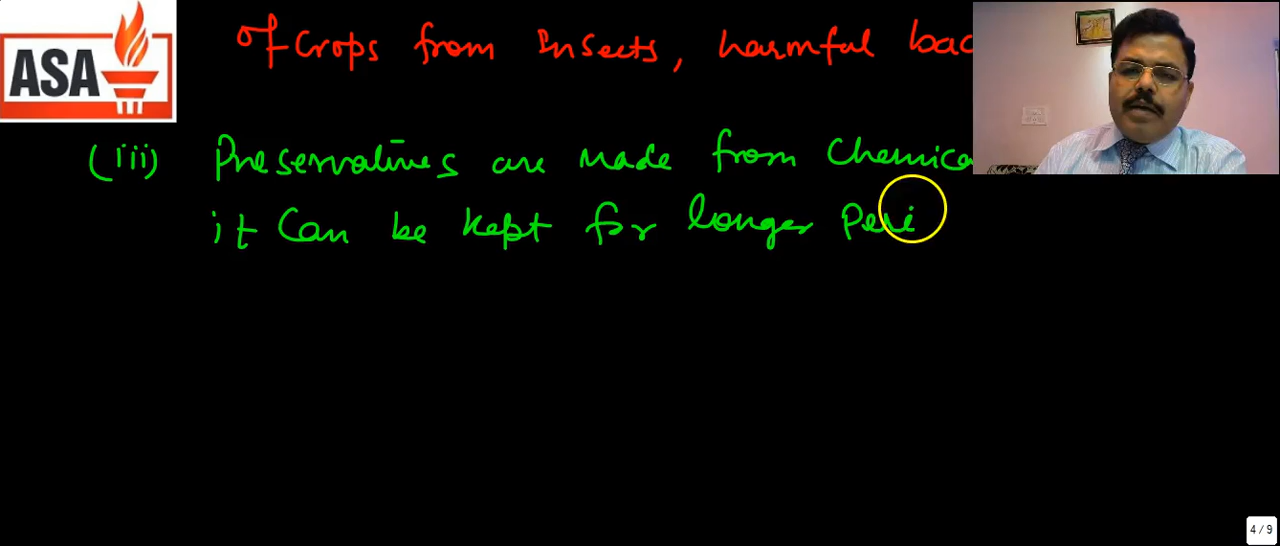 ASA
of Crops from Insects, harmful bac
(iii) Preservatives are made from Chemica
it Can be kept for longer Peri
4 / 9